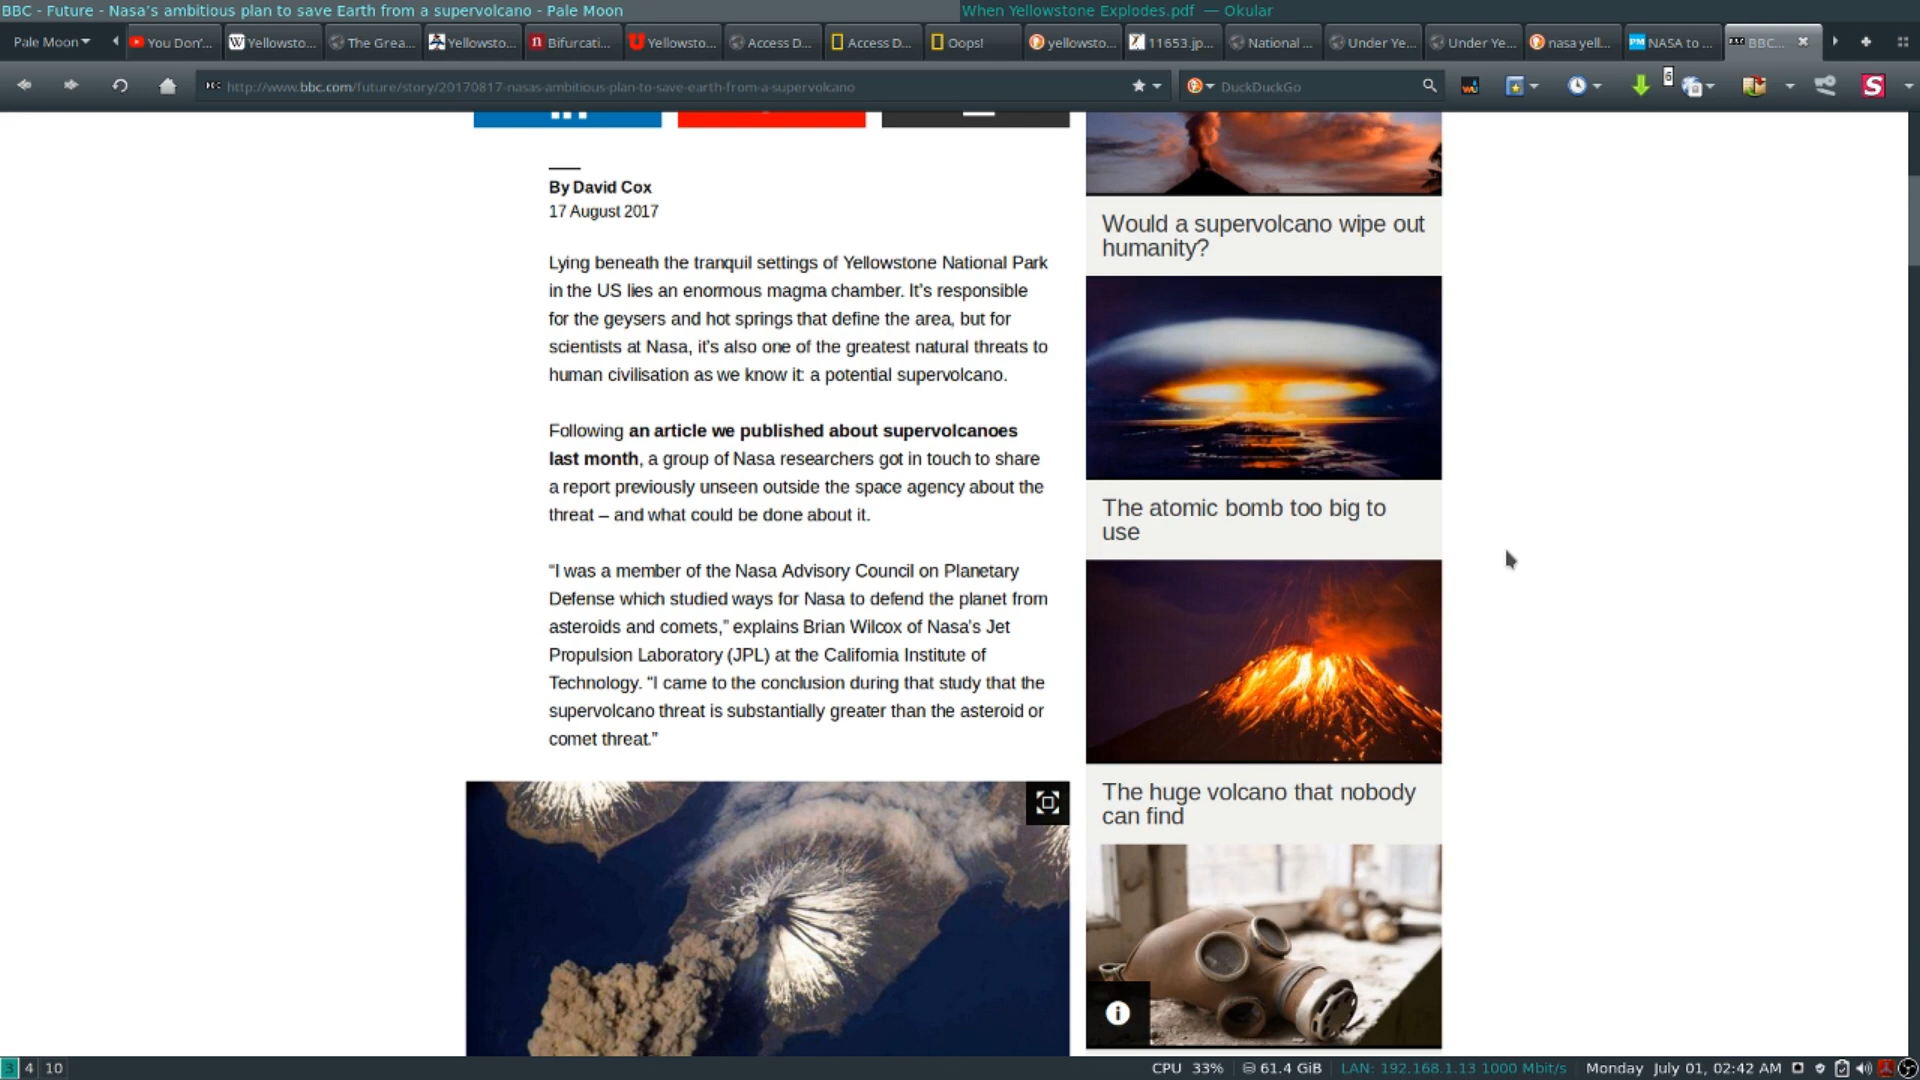 BBC - Future - Nasa's ambitious plan to save Earth from a supervolcano - Pale Moon
When Yellowstone Explodes.pdf — Okular
Pale Moon
You Don'...
Yellowsto...
The Grea...
Yellowsto...
Bifurcati...
Yellowsto...
Access D...
Access D...
Oops!
yellowsto...
11653.jp...
National ...
Under Ye...
Under Ye...
nasa yell...
NASA to ...
BBC...
http://www.bbc.com/future/story/20170817-nasas-ambitious-plan-to-save-earth-from-a-supervolcano
DuckDuckGo
6
By David Cox
17 August 2017
Lying beneath the tranquil settings of Yellowstone National Park
in the US lies an enormous magma chamber. It's responsible
for the geysers and hot springs that define the area, but for
scientists at Nasa, it's also one of the greatest natural threats to
human civilisation as we know it: a potential supervolcano.
Following an article we published about supervolcanoes
last month, a group of Nasa researchers got in touch to share
a report previously unseen outside the space agency about the
threat – and what could be done about it.
“I was a member of the Nasa Advisory Council on Planetary
Defense which studied ways for Nasa to defend the planet from
asteroids and comets,” explains Brian Wilcox of Nasa's Jet
Propulsion Laboratory (JPL) at the California Institute of
Technology. “I came to the conclusion during that study that the
supervolcano threat is substantially greater than the asteroid or
comet threat.”
Would a supervolcano wipe out
humanity?
The atomic bomb too big to
use
The huge volcano that nobody
can find
3 4 10
CPU 33% 61.4 GiB LAN: 192.168.1.13 1000 Mbit/s Monday July 01, 02:42 AM